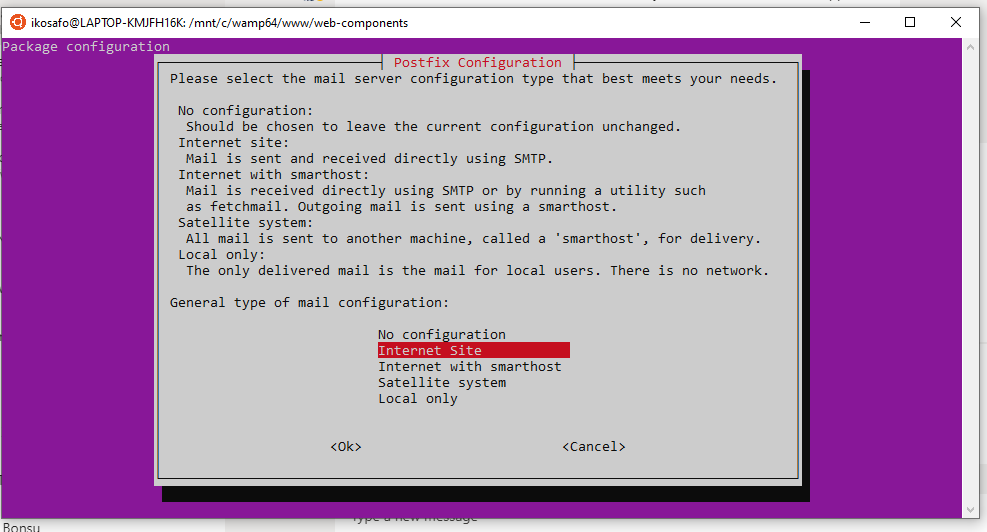 ikosafo@LAPTOP-KMJFH16K: /mnt/c/wamp64/www/web-components
Package configuration
Postfix Configuration
Please select the mail server configuration type that best meets your needs.
No configuration:
Should be chosen to leave the current configuration unchanged.
Internet site:
Mail is sent and received directly using SMTP.
Internet with smarthost:
Mail is received directly using SMTP or by running a utility such
as fetchmail. Outgoing mail is sent using a smarthost.
Satellite system:
All mail is sent to another machine, called a 'smarthost', for delivery.
Local only:
The only delivered mail is the mail for local users. There is no network.
General type of mail configuration:
No configuration
Internet Site
Internet with smarthost
Satellite system
Local only
<Ok> <Cancel>
Type a new message
Bonsu